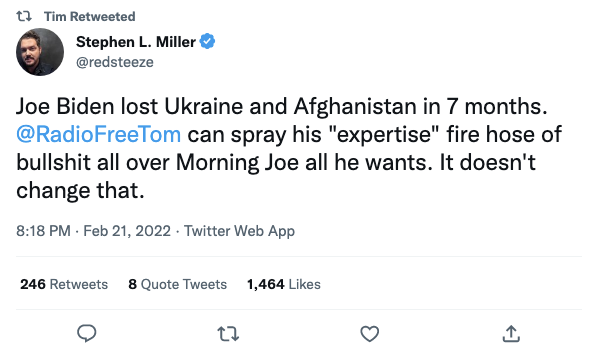 Tim Retweeted
Stephen L. Miller
@redsteeze
Joe Biden lost Ukraine and Afghanistan in 7 months.
@RadioFreeTom can spray his "expertise" fire hose of
bullshit all over Morning Joe all he wants. It doesn't
change that.
8:18 PM · Feb 21, 2022 · Twitter Web App
246 Retweets 8 Quote Tweets 1,464 Likes